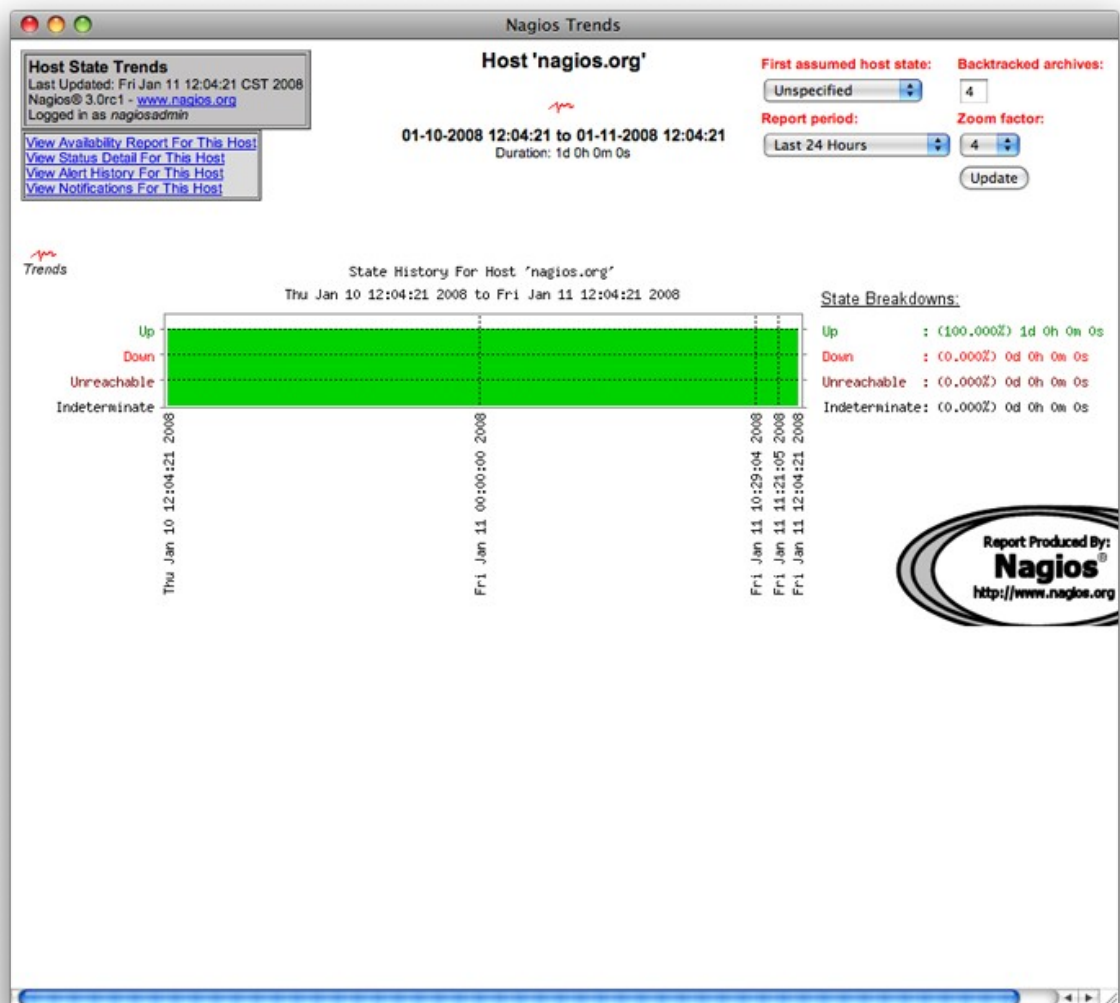 Nagios Trends
Host State Trends
Last Updated: Fri Jan 11 12:04:21 CST 2008
Nagios® 3.0rc1 - www.nagios.org
Logged in as nagiosadmin
View Availability Report For This Host
View Status Detail For This Host
View Alert History For This Host
View Notifications For This Host
Host 'nagios.org'
01-10-2008 12:04:21 to 01-11-2008 12:04:21
Duration: 1d 0h 0m 0s
First assumed host state:
Unspecified
Backtracked archives:
4
Report period:
Last 24 Hours
Zoom factor:
4
Update
Trends
State History For Host 'nagios.org'
Thu Jan 10 12:04:21 2008 to Fri Jan 11 12:04:21 2008
Up
Down
Unreachable
Indeterminate
Thu Jan 10 12:04:21 2008
Fri Jan 11 00:00:00 2008
Fri Jan 11 10:29:04 2008
Fri Jan 11 11:21:05 2008
Fri Jan 11 12:04:21 2008
State Breakdowns:
Up : (100.000%) 1d 0h 0m 0s
Down : (0.000%) 0d 0h 0m 0s
Unreachable : (0.000%) 0d 0h 0m 0s
Indeterminate: (0.000%) 0d 0h 0m 0s
Report Produced By:
Nagios®
http://www.nagios.org